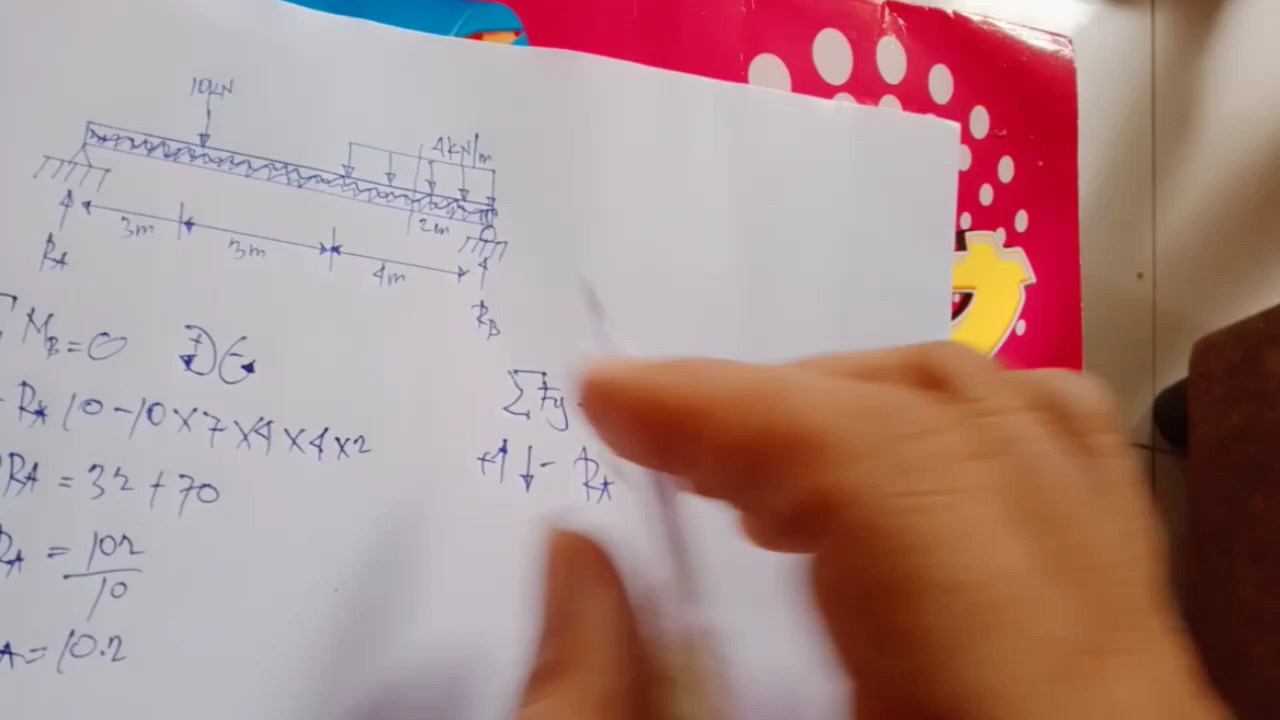 10kN
4kN/m
3m
3m
4m
2m
RA
RB
ΣMB=0
RA 10-10×7×4×4×2
RA = 32+70
RA = 102
10
A=10.2
ΣFy
+↑↓- RA